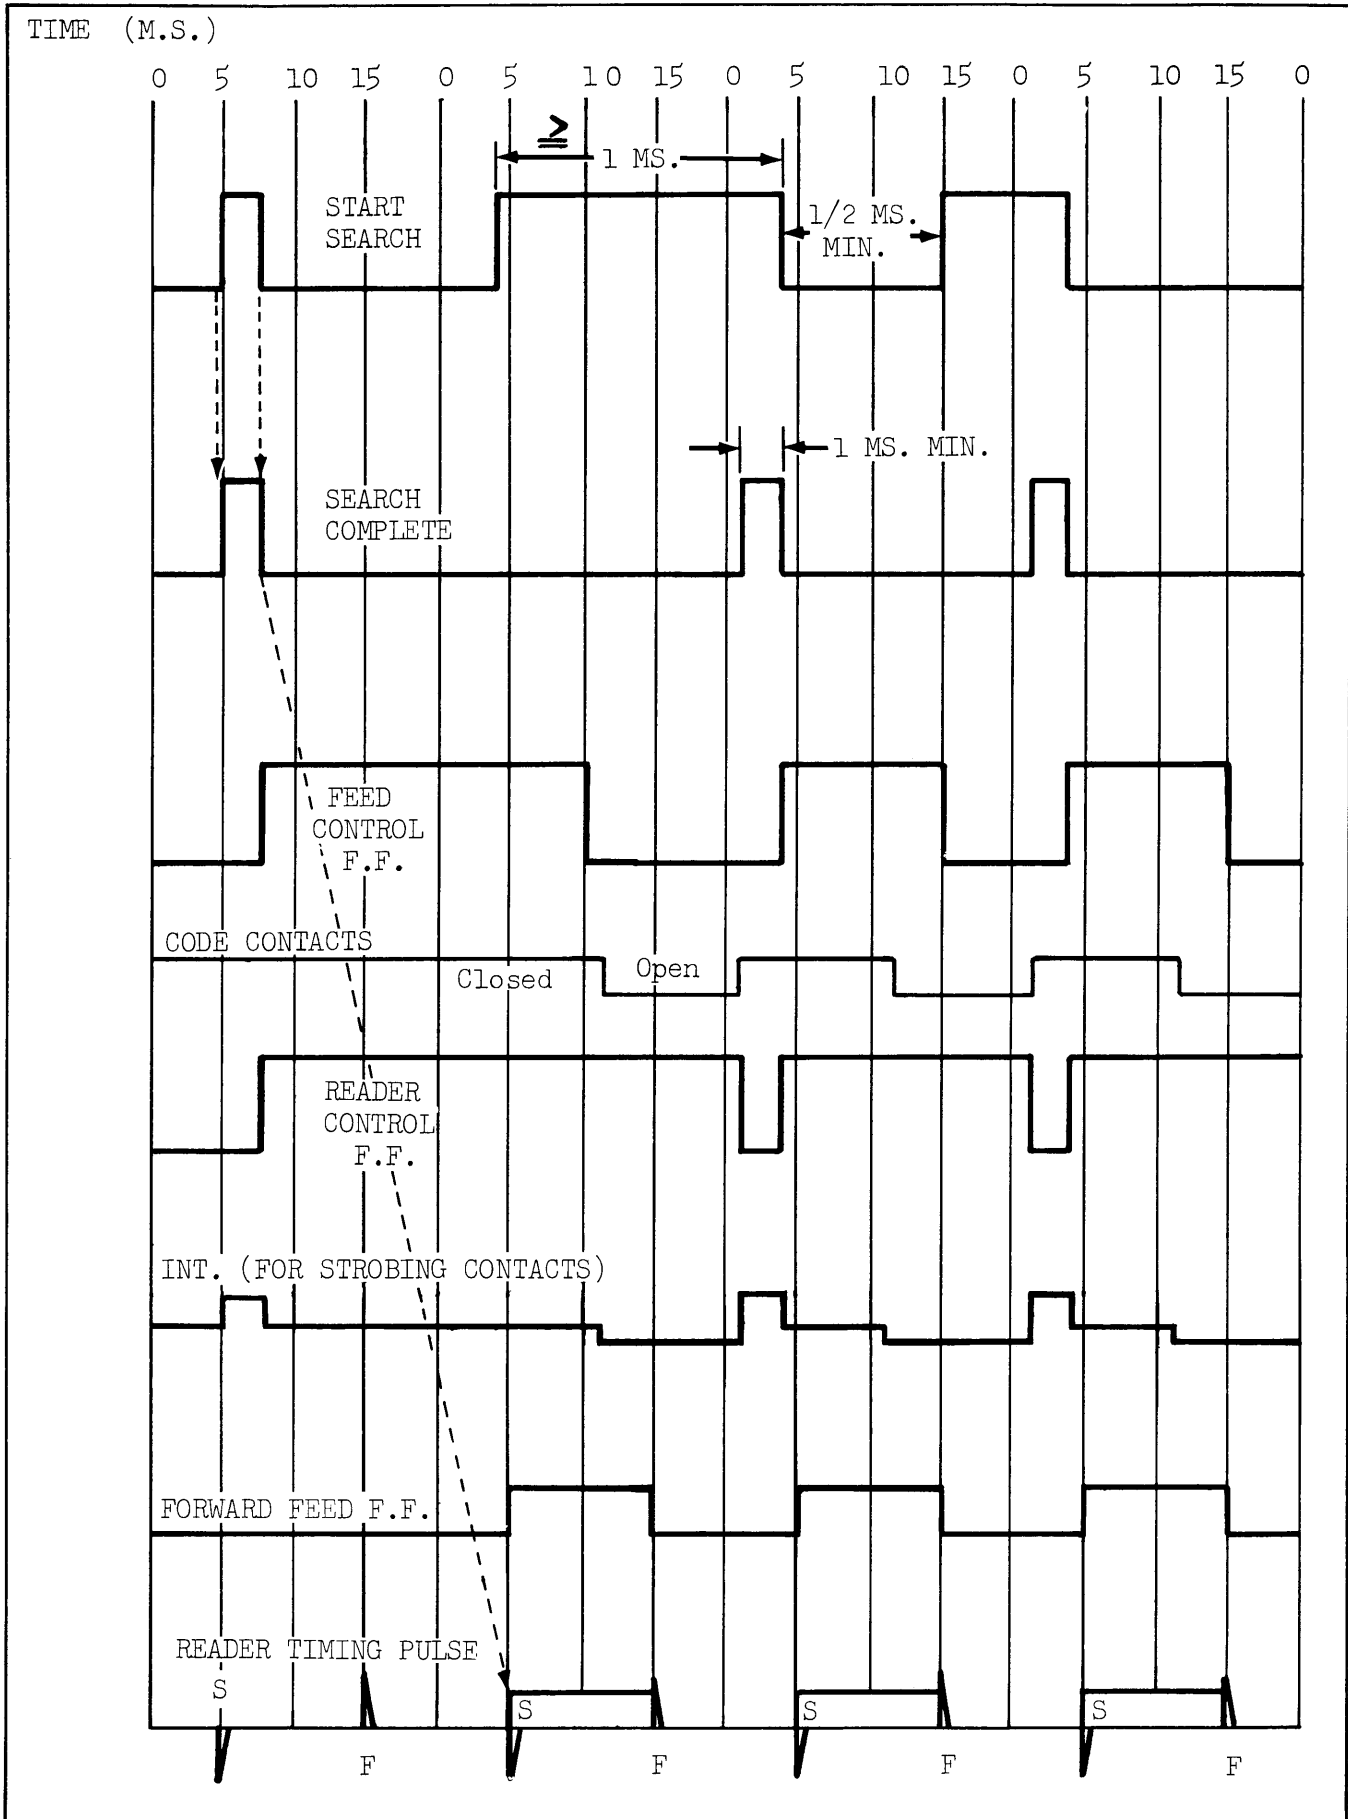 TIME (M.S.)
0 5 10 15 0 5 10 0 5 10 15 0 5 10 15 0
≥
1 MS.
START
SEARCH
1/2 MS.
MIN.
1 MS. MIN.
SEARCH
COMPLETE
FEED
CONTROL
F.F.
CODE CONTACTS
Closed
Open
READER
CONTROL
F.F.
INT. (FOR STROBING CONTACTS)
FORWARD FEED F.F.
READER TIMING PULSE
S
S
S
S
F
F
F
F